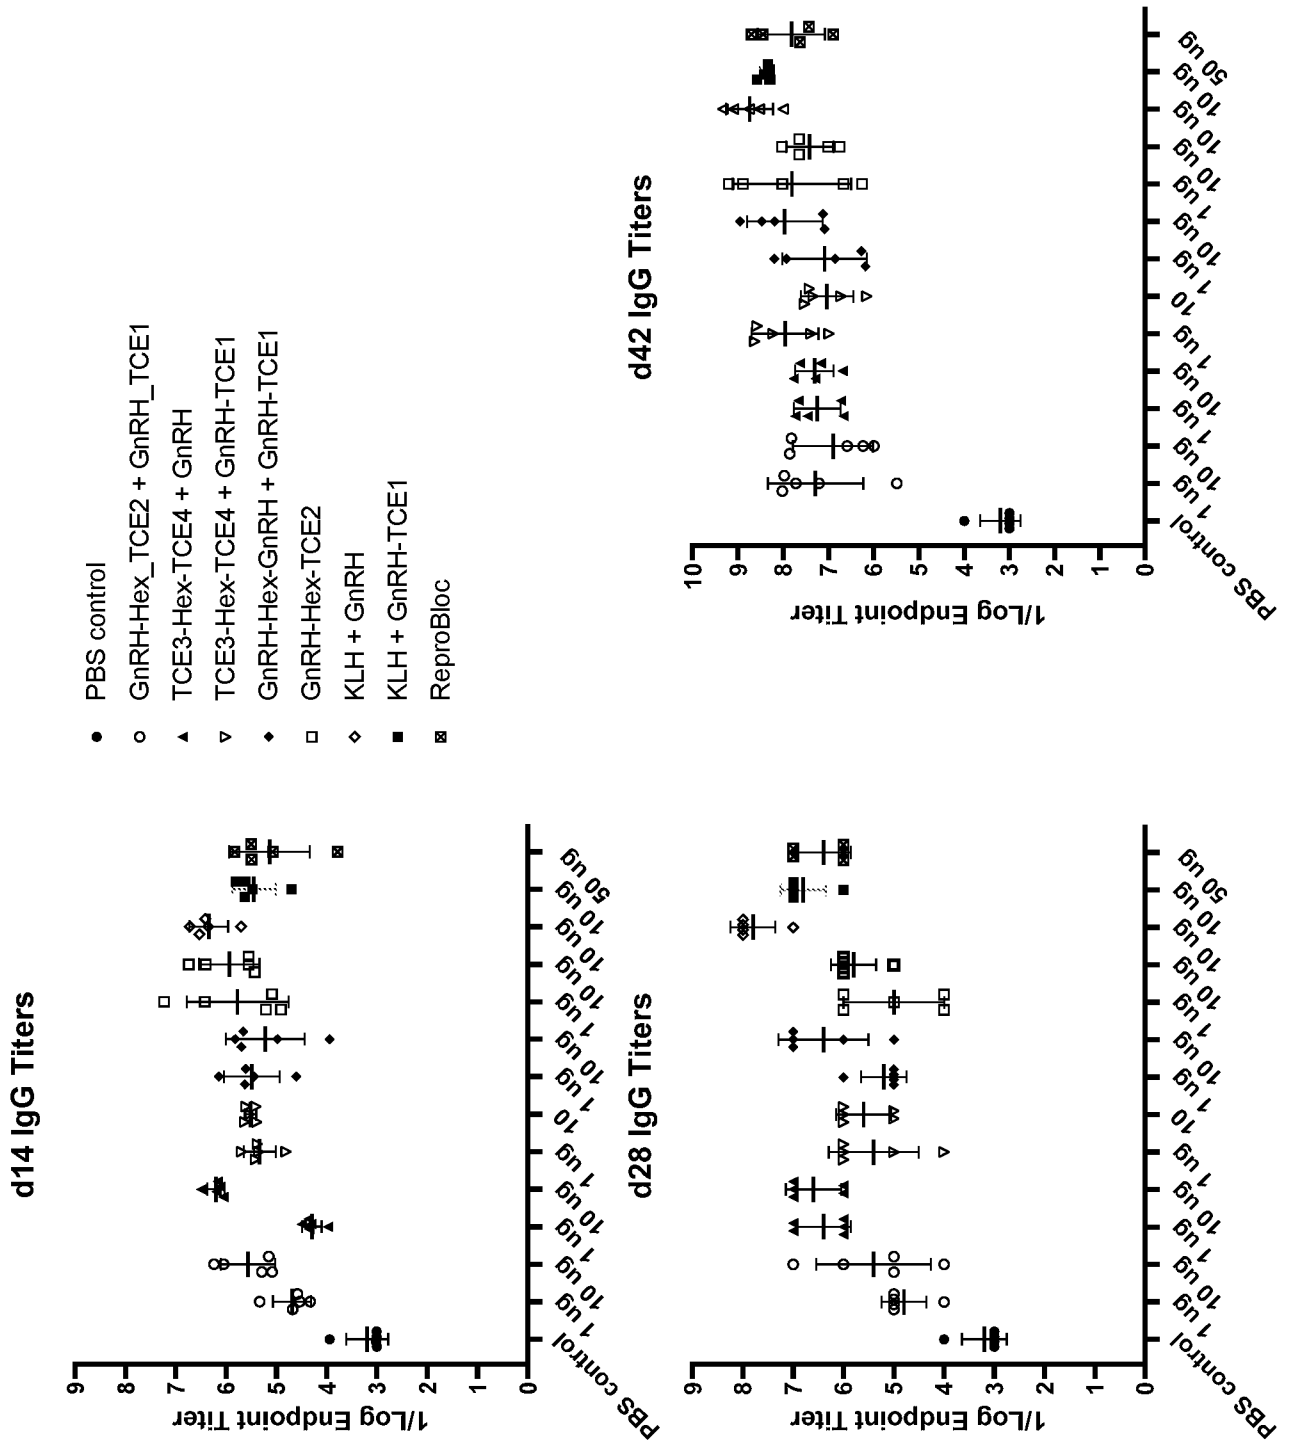 d14 IgG Titers
1/Log Endpoint Titer
9
8
7
6
5
4
3
2
1
0
PBS control
1 ug
10 ug
1 ug
10 ug
1 ug
10
1 ug
10 ug
1 ug
10 ug
10 ug
10 ug
50 ug
PBS control
GnRH-Hex_TCE2 + GnRH_TCE1
TCE3-Hex-TCE4 + GnRH
TCE3-Hex-TCE4 + GnRH-TCE1
GnRH-Hex-GnRH + GnRH-TCE1
GnRH-Hex-TCE2
KLH + GnRH
KLH + GnRH-TCE1
ReproBloc
d28 IgG Titers
1/Log Endpoint Titer
9
8
7
6
5
4
3
2
1
0
PBS control
1 ug
10 ug
1 ug
10 ug
1 ug
10
1 ug
10 ug
1 ug
10 ug
10 ug
10 ug
50 ug
d42 IgG Titers
1/Log Endpoint Titer
10
9
8
7
6
5
4
3
2
1
0
PBS control
1 ug
10 ug
1 ug
10 ug
1 ug
10
1 ug
10 ug
1 ug
10 ug
10 ug
10 ug
50 ug